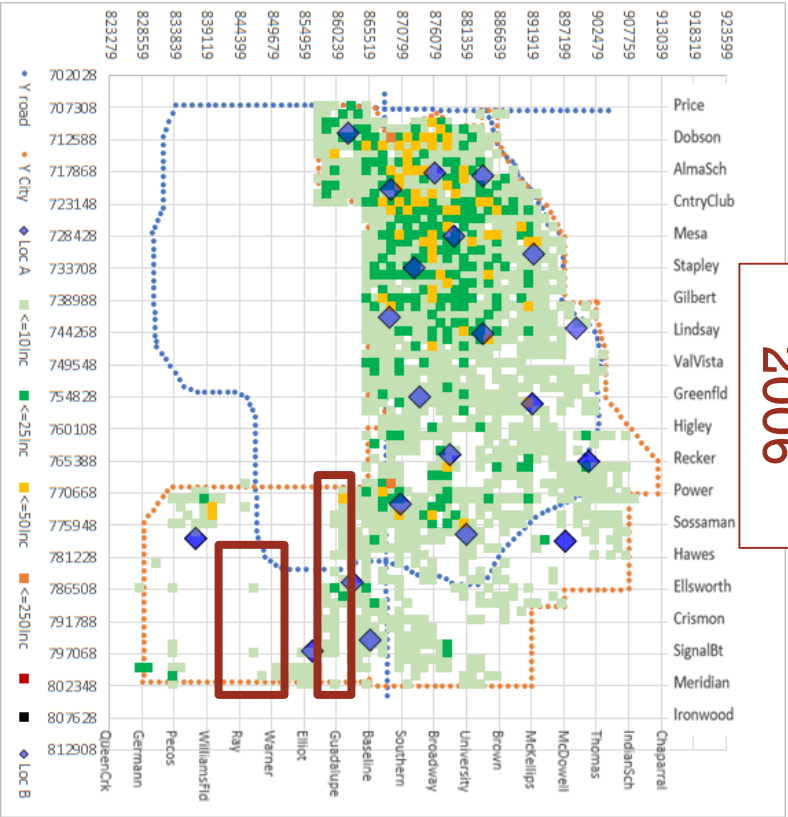 823279
828559
833839
839119
844399
849679
854959
860239
865519
870799
876079
881359
886639
891919
897199
902479
907759
913039
918319
923599
702028
707308
712588
717868
723148
728428
733708
738988
744268
749548
754828
760108
765388
770668
775948
781228
786508
791788
797068
802348
807628
812908
Price
Dobson
AlmaSch
CntryClub
Mesa
Stapley
Gilbert
Lindsay
ValVista
Greenfld
Higley
Recker
Power
Sossaman
Hawes
Ellsworth
Crismon
SignalBt
Meridian
Ironwood
QueenCrk
Germann
Pecos
WilliamsFld
Ray
Warner
Elliot
Guadalupe
Baseline
Southern
Broadway
University
Brown
McKellips
McDowell
Thomas
IndianSch
Chaparral
Y road
Y City
Loc A
<=10Inc
<=25Inc
<=50Inc
<=250Inc
Loc B
2006